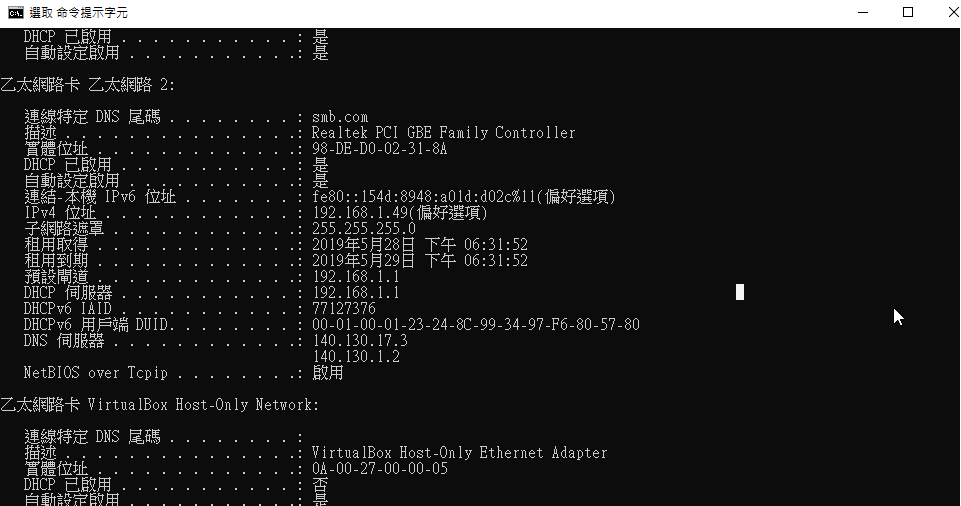 選取 命令提示字元
DHCP 已啟用 . . . . . . . . . . . : 是
自動設定啟用 . . . . . . . . . . .: 是
乙太網路卡 乙太網路 2:
連線特定 DNS 尾碼 . . . . . . . . : smb.com
描述 . . . . . . . . . . . . . . .: Realtek PCI GBE Family Controller
實體位址 . . . . . . . . . . . . .: 98-DE-D0-02-31-8A
DHCP 已啟用 . . . . . . . . . . . : 是
自動設定啟用 . . . . . . . . . . .: 是
連結-本機 IPv6 位址 . . . . . . . : fe80::154d:8948:a01d:d02c%11(偏好選項)
IPv4 位址 . . . . . . . . . . . . : 192.168.1.49(偏好選項)
子網路遮罩 . . . . . . . . . . . .: 255.255.255.0
租用取得 . . . . . . . . . . . . .: 2019年5月28日 下午 06:31:52
租用到期 . . . . . . . . . . . . .: 2019年5月29日 下午 06:31:52
預設閘道 . . . . . . . . . . . . .: 192.168.1.1
DHCP 伺服器 . . . . . . . . . . . : 192.168.1.1
DHCPv6 IAID . . . . . . . . . . . : 77127376
DHCPv6 用戶端 DUID. . . . . . . . : 00-01-00-01-23-24-8C-99-34-97-F6-80-57-80
DNS 伺服器 . . . . . . . . . . . .: 140.130.17.3
140.130.1.2
NetBIOS over Tcpip . . . . . . . .: 啟用
乙太網路卡 VirtualBox Host-Only Network:
連線特定 DNS 尾碼 . . . . . . . . :
描述 . . . . . . . . . . . . . . .: VirtualBox Host-Only Ethernet Adapter
實體位址 . . . . . . . . . . . . .: 0A-00-27-00-00-05
DHCP 已啟用 . . . . . . . . . . . : 否
自動設定啟用 . . . . . . . . . . .: 是